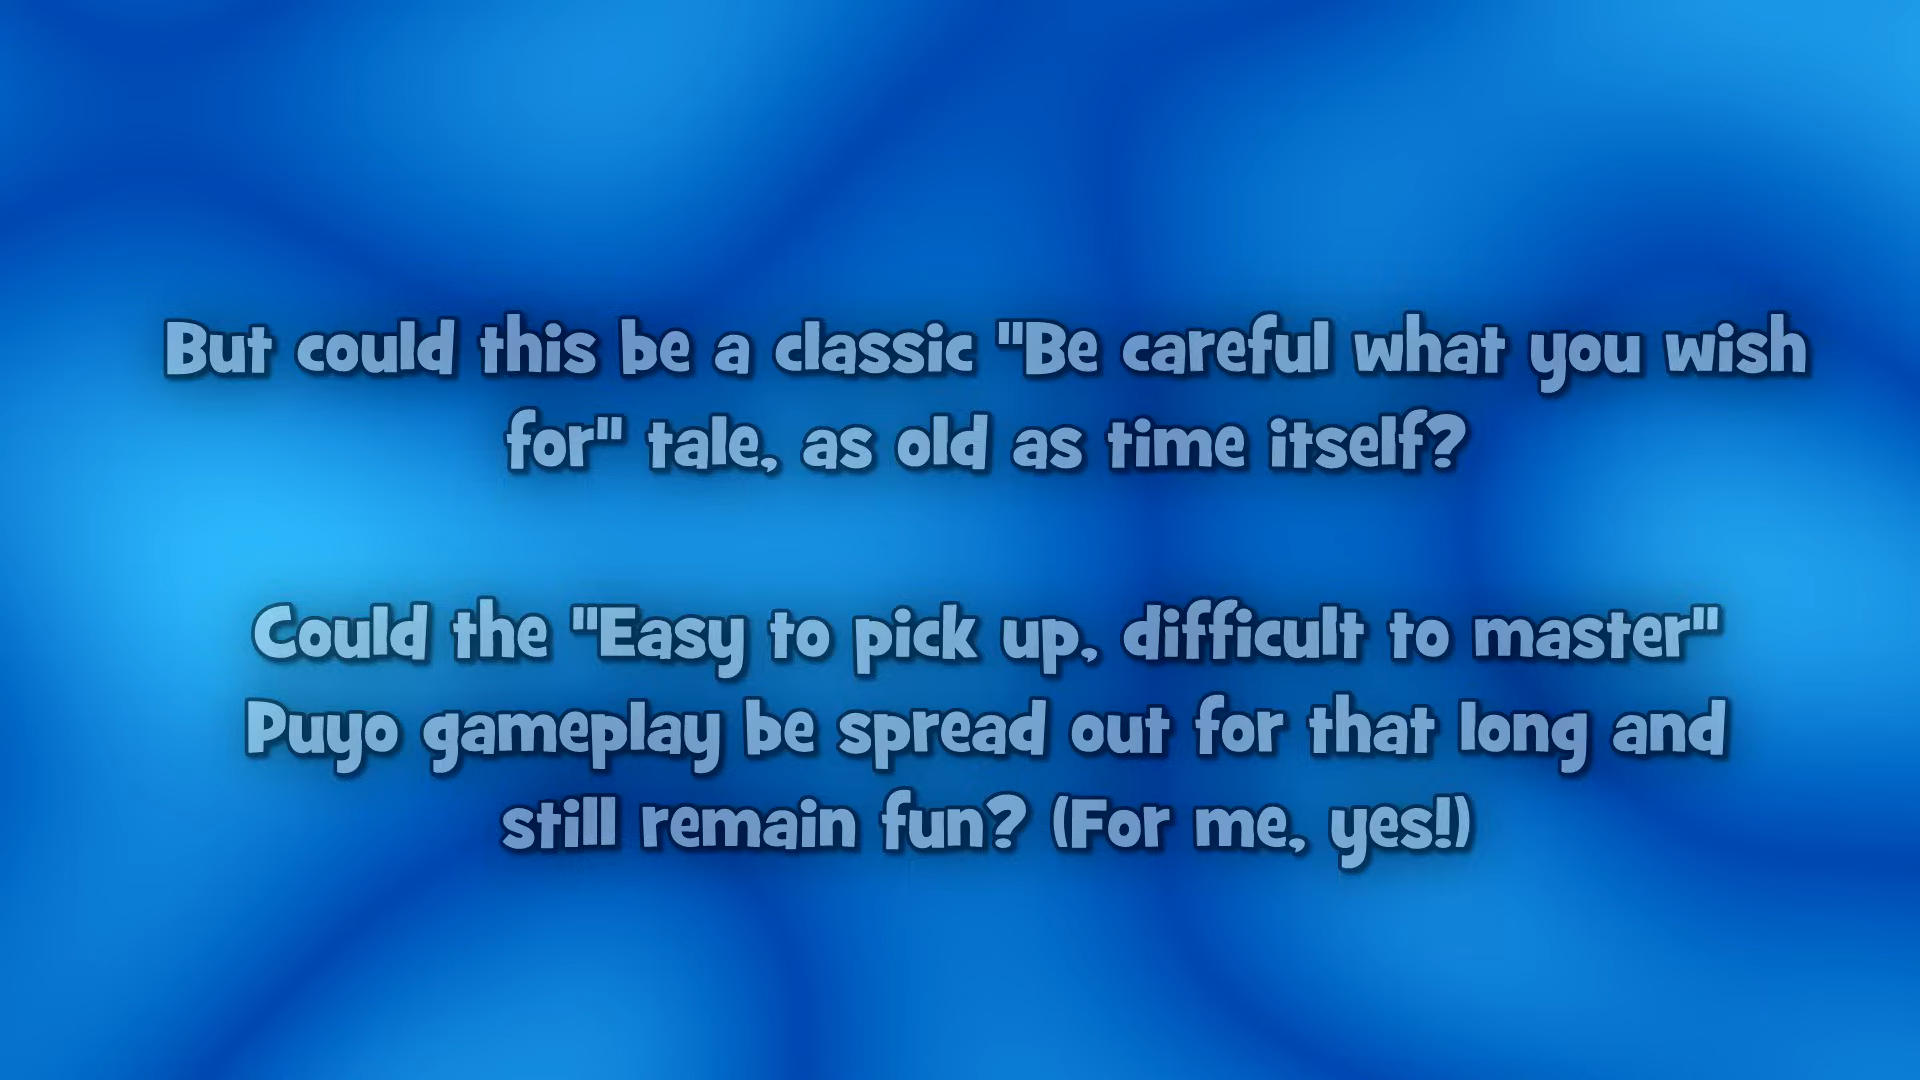 But could this be a classic "Be careful what you wish
for" tale, as old as time itself?
Could the "Easy to pick up, difficult to master"
Puyo gameplay be spread out for that long and
still remain fun? (For me, yes!)